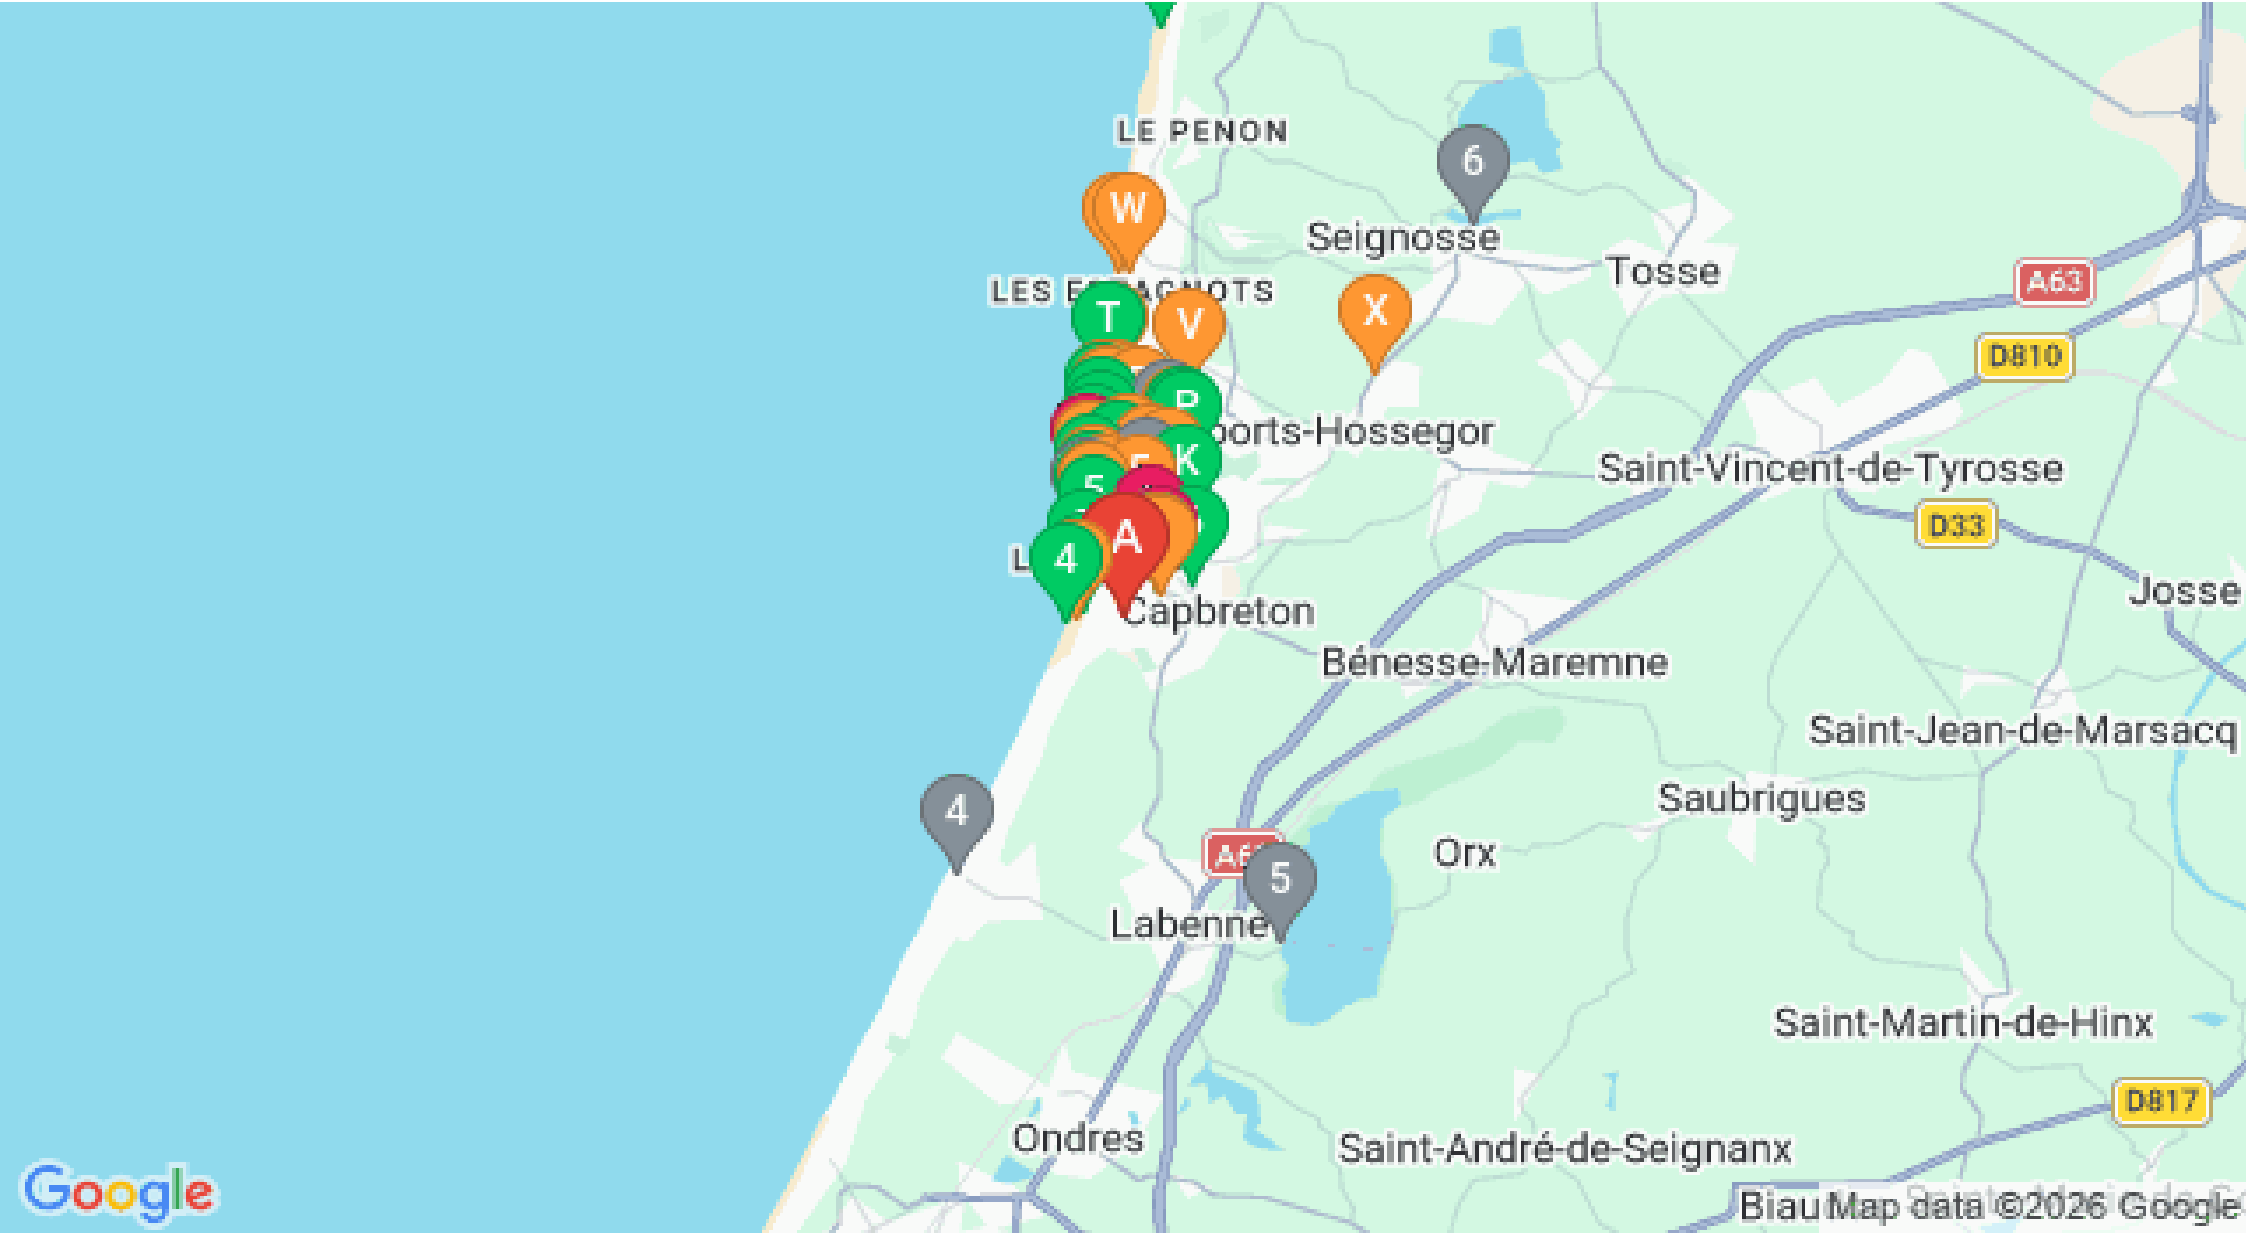 LE PENON
6
W
Seignosse
Tosse
A63
LES
T
V
X
D810
P
ports-Hossegor
K
Saint-Vincent-de-Tyrosse
5
D33
A
4
L
Josse
Capbreton
Bénesse-Maremne
Saint-Jean-de-Marsacq
4
Saubrigues
Orx
5
Labenne
Saint-Martin-de-Hinx
D817
Ondres
Saint-André-de-Seignanx
Google
Biau
Map data ©2026 Google